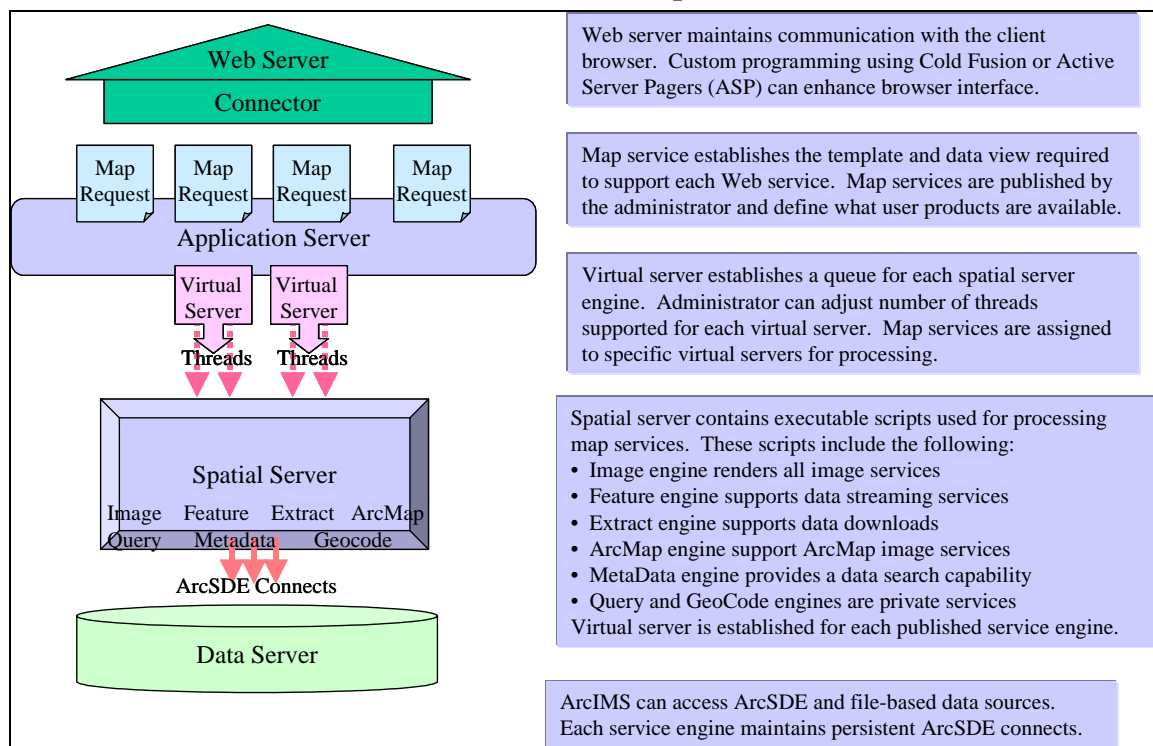 Web Server
Connector
Web server maintains communication with the client
browser. Custom programming using Cold Fusion or Active
Server Pagers (ASP) can enhance browser interface.
Map
Request
Map
Request
Map
Request
Map
Request
Application Server
Map service establishes the template and data view required
to support each Web service. Map services are published by
the administrator and define what user products are available.
Virtual
Server
Virtual
Server
Threads
Threads
Virtual server establishes a queue for each spatial server
engine. Administrator can adjust number of threads
supported for each virtual server. Map services are assigned
to specific virtual servers for processing.
Spatial Server
Image Feature Extract ArcMap
Query Metadata Geocode
Spatial server contains executable scripts used for processing
map services. These scripts include the following:
• Image engine renders all image services
• Feature engine supports data streaming services
• Extract engine supports data downloads
• ArcMap engine support ArcMap image services
• MetaData engine provides a data search capability
• Query and GeoCode engines are private services
Virtual server is established for each published service engine.
ArcSDE Connects
Data Server
ArcIMS can access ArcSDE and file-based data sources.
Each service engine maintains persistent ArcSDE connects.